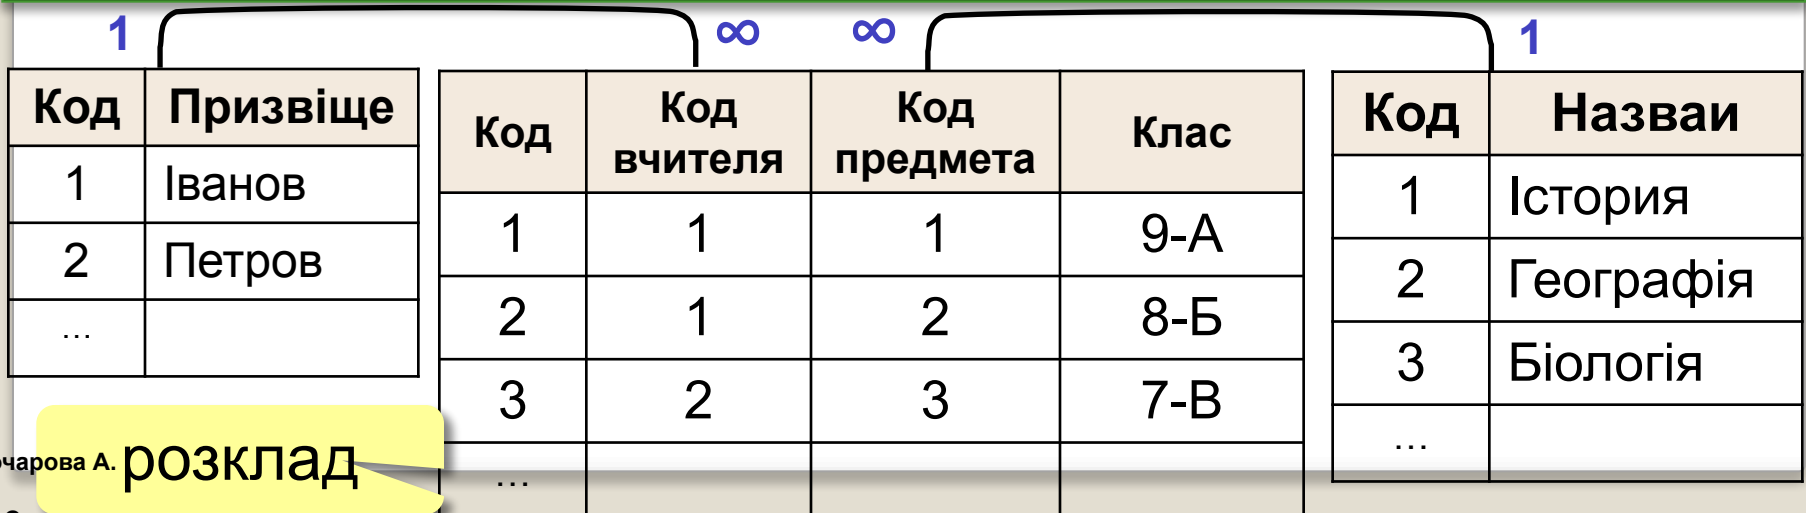 1 ∞ ∞ 1
Код Призвіще
1 Іванов
2 Петров
...
Код Код вчителя Код предмета Клас
1 1 1 9-А
2 1 2 8-Б
3 2 3 7-В
...
Код Назваи
1 Істория
2 Географія
3 Біологія
...
розклад
чарова А.